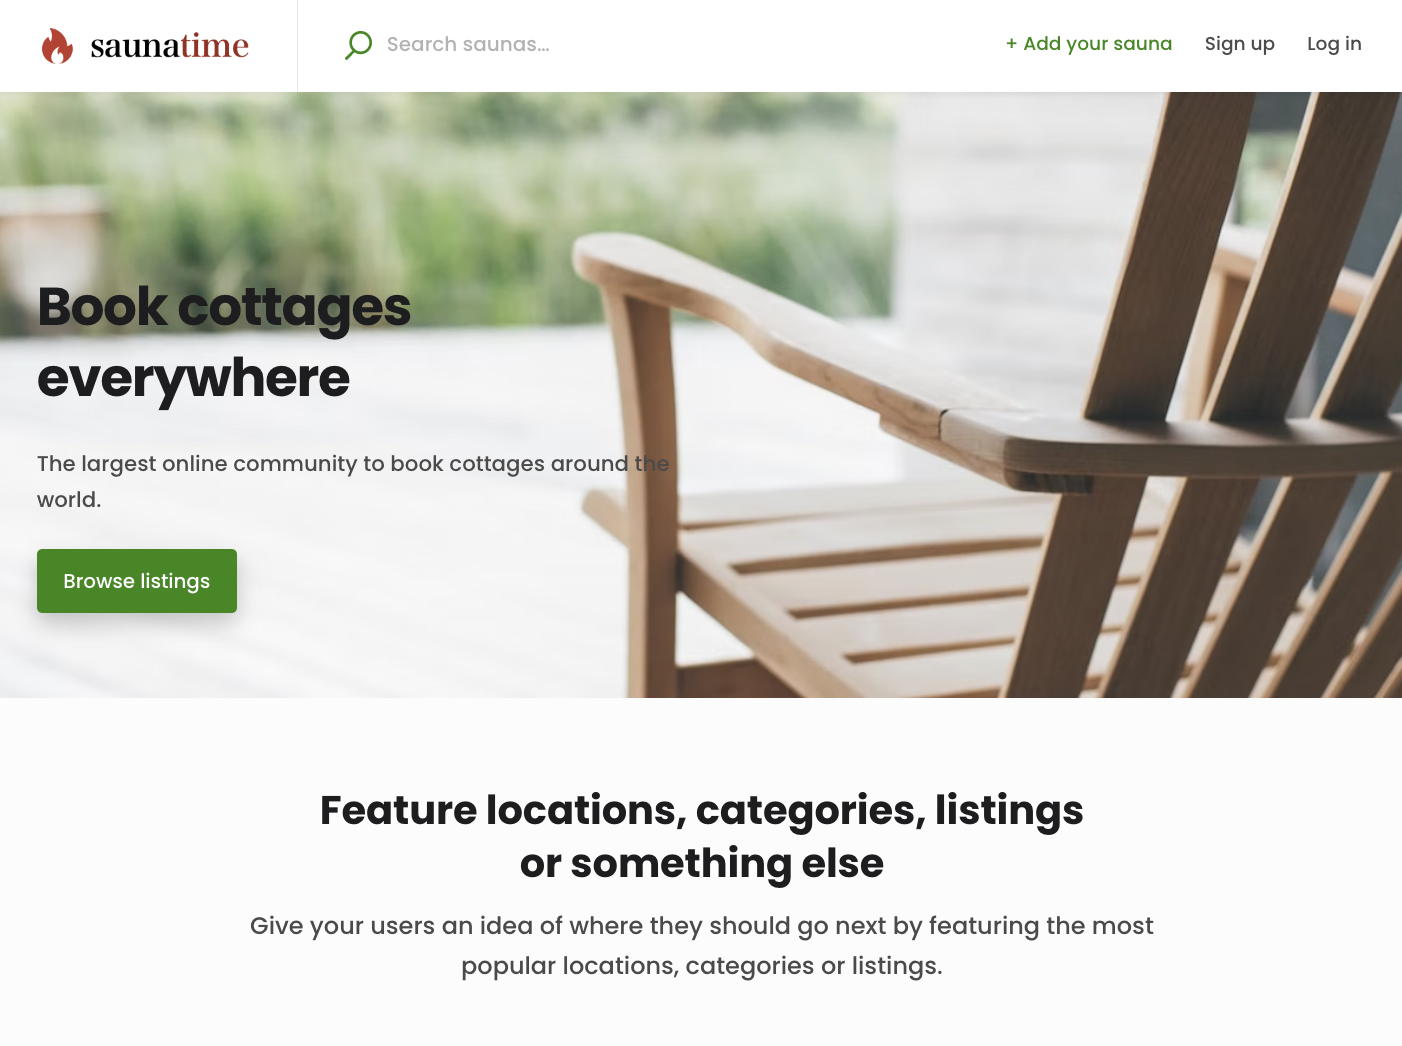 saunatime
Search saunas...
+ Add your sauna
Sign up
Log in
Book cottages
everywhere
The largest online community to book cottages around the
world.
Browse listings
Feature locations, categories, listings
or something else
Give your users an idea of where they should go next by featuring the most
popular locations, categories or listings.